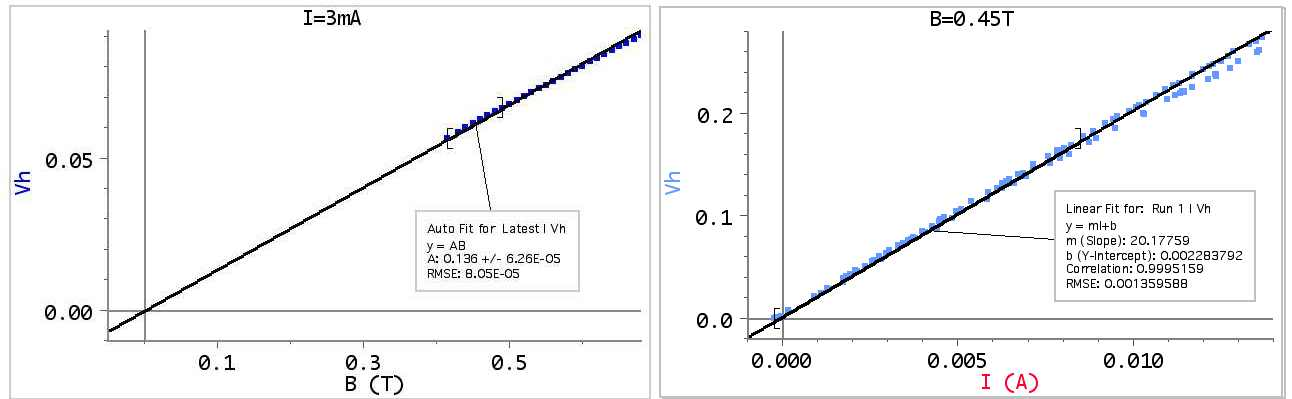 I=3mA
0.05
Vh
0.00
0.1
0.3
0.5
B (T)
Auto Fit for Latest I Vh
y = AB
A: 0.136 +/- 6.26E-05
RMSE: 8.05E-05
B=0.45T
0.2
Vh
0.1
0.0
0.000
0.005
0.010
I (A)
Linear Fit for: Run 1 I Vh
y = mI+b
m (Slope): 20.17759
b (Y-Intercept): 0.002283792
Correlation: 0.9995159
RMSE: 0.001359588